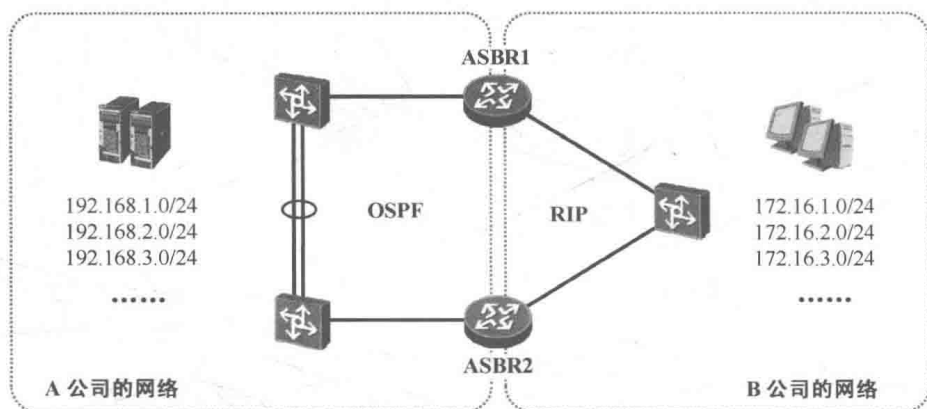 ASBR1
192.168.1.0/24
192.168.2.0/24
192.168.3.0/24
……
OSPF
RIP
172.16.1.0/24
172.16.2.0/24
172.16.3.0/24
……
ASBR2
A 公司的网络
B 公司的网络